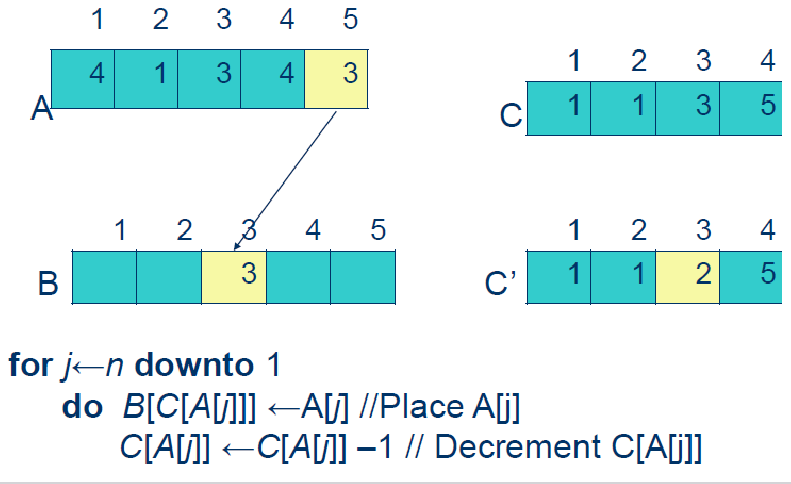 1 2 3 4 5
A 4 1 3 4 3
1 2 3 4
C 1 1 3 5
1 2 3 4 5
B 3
1 2 3 4
C’ 1 1 2 5
for j←n downto 1
do B[C[A[j]]] ←A[j] //Place A[j]
C[A[j]] ←C[A[j]] –1 // Decrement C[A[j]]